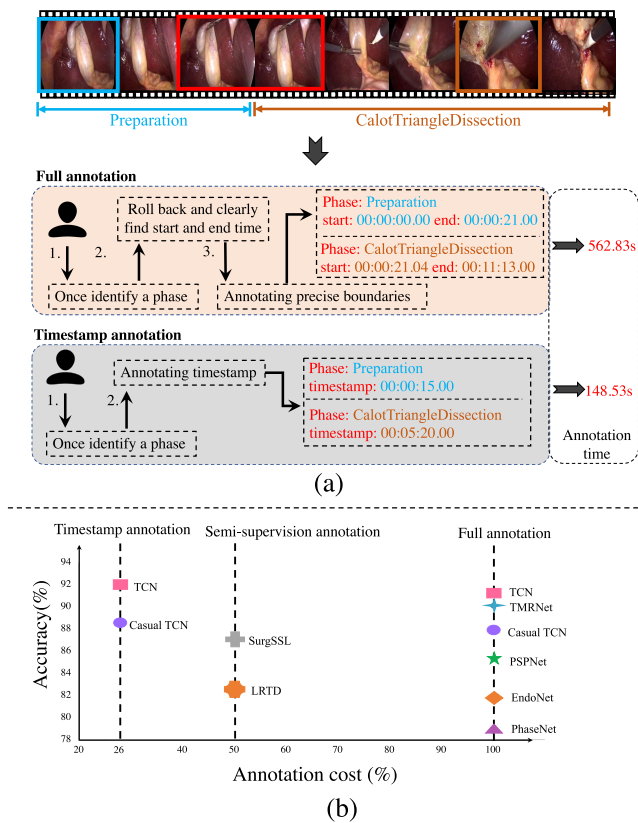 Preparation
CalotTriangleDissection
Full annotation
1.
Once identify a phase
2.
Roll back and clearly
find start and end time
3.
Annotating precise boundaries
Phase: Preparation
start: 00:00:00.00 end: 00:00:21.00
Phase: CalotTriangleDissection
start: 00:00:21.04 end: 00:11:13.00
562.83s
Timestamp annotation
1.
Once identify a phase
2.
Annotating timestamp
Phase: Preparation
timestamp: 00:00:15.00
Phase: CalotTriangleDissection
timestamp: 00:05:20.00
148.53s
Annotation
time
(a)
Timestamp annotation
Semi-supervision annotation
Full annotation
Accuracy(%)
94
92
90
88
86
84
82
80
78
TCN
Casual TCN
SurgSSL
LRTD
TCN
TMRNet
Casual TCN
PSPNet
EndoNet
PhaseNet
20
26
40
50
60
70
80
90
100
Annotation cost (%)
(b)